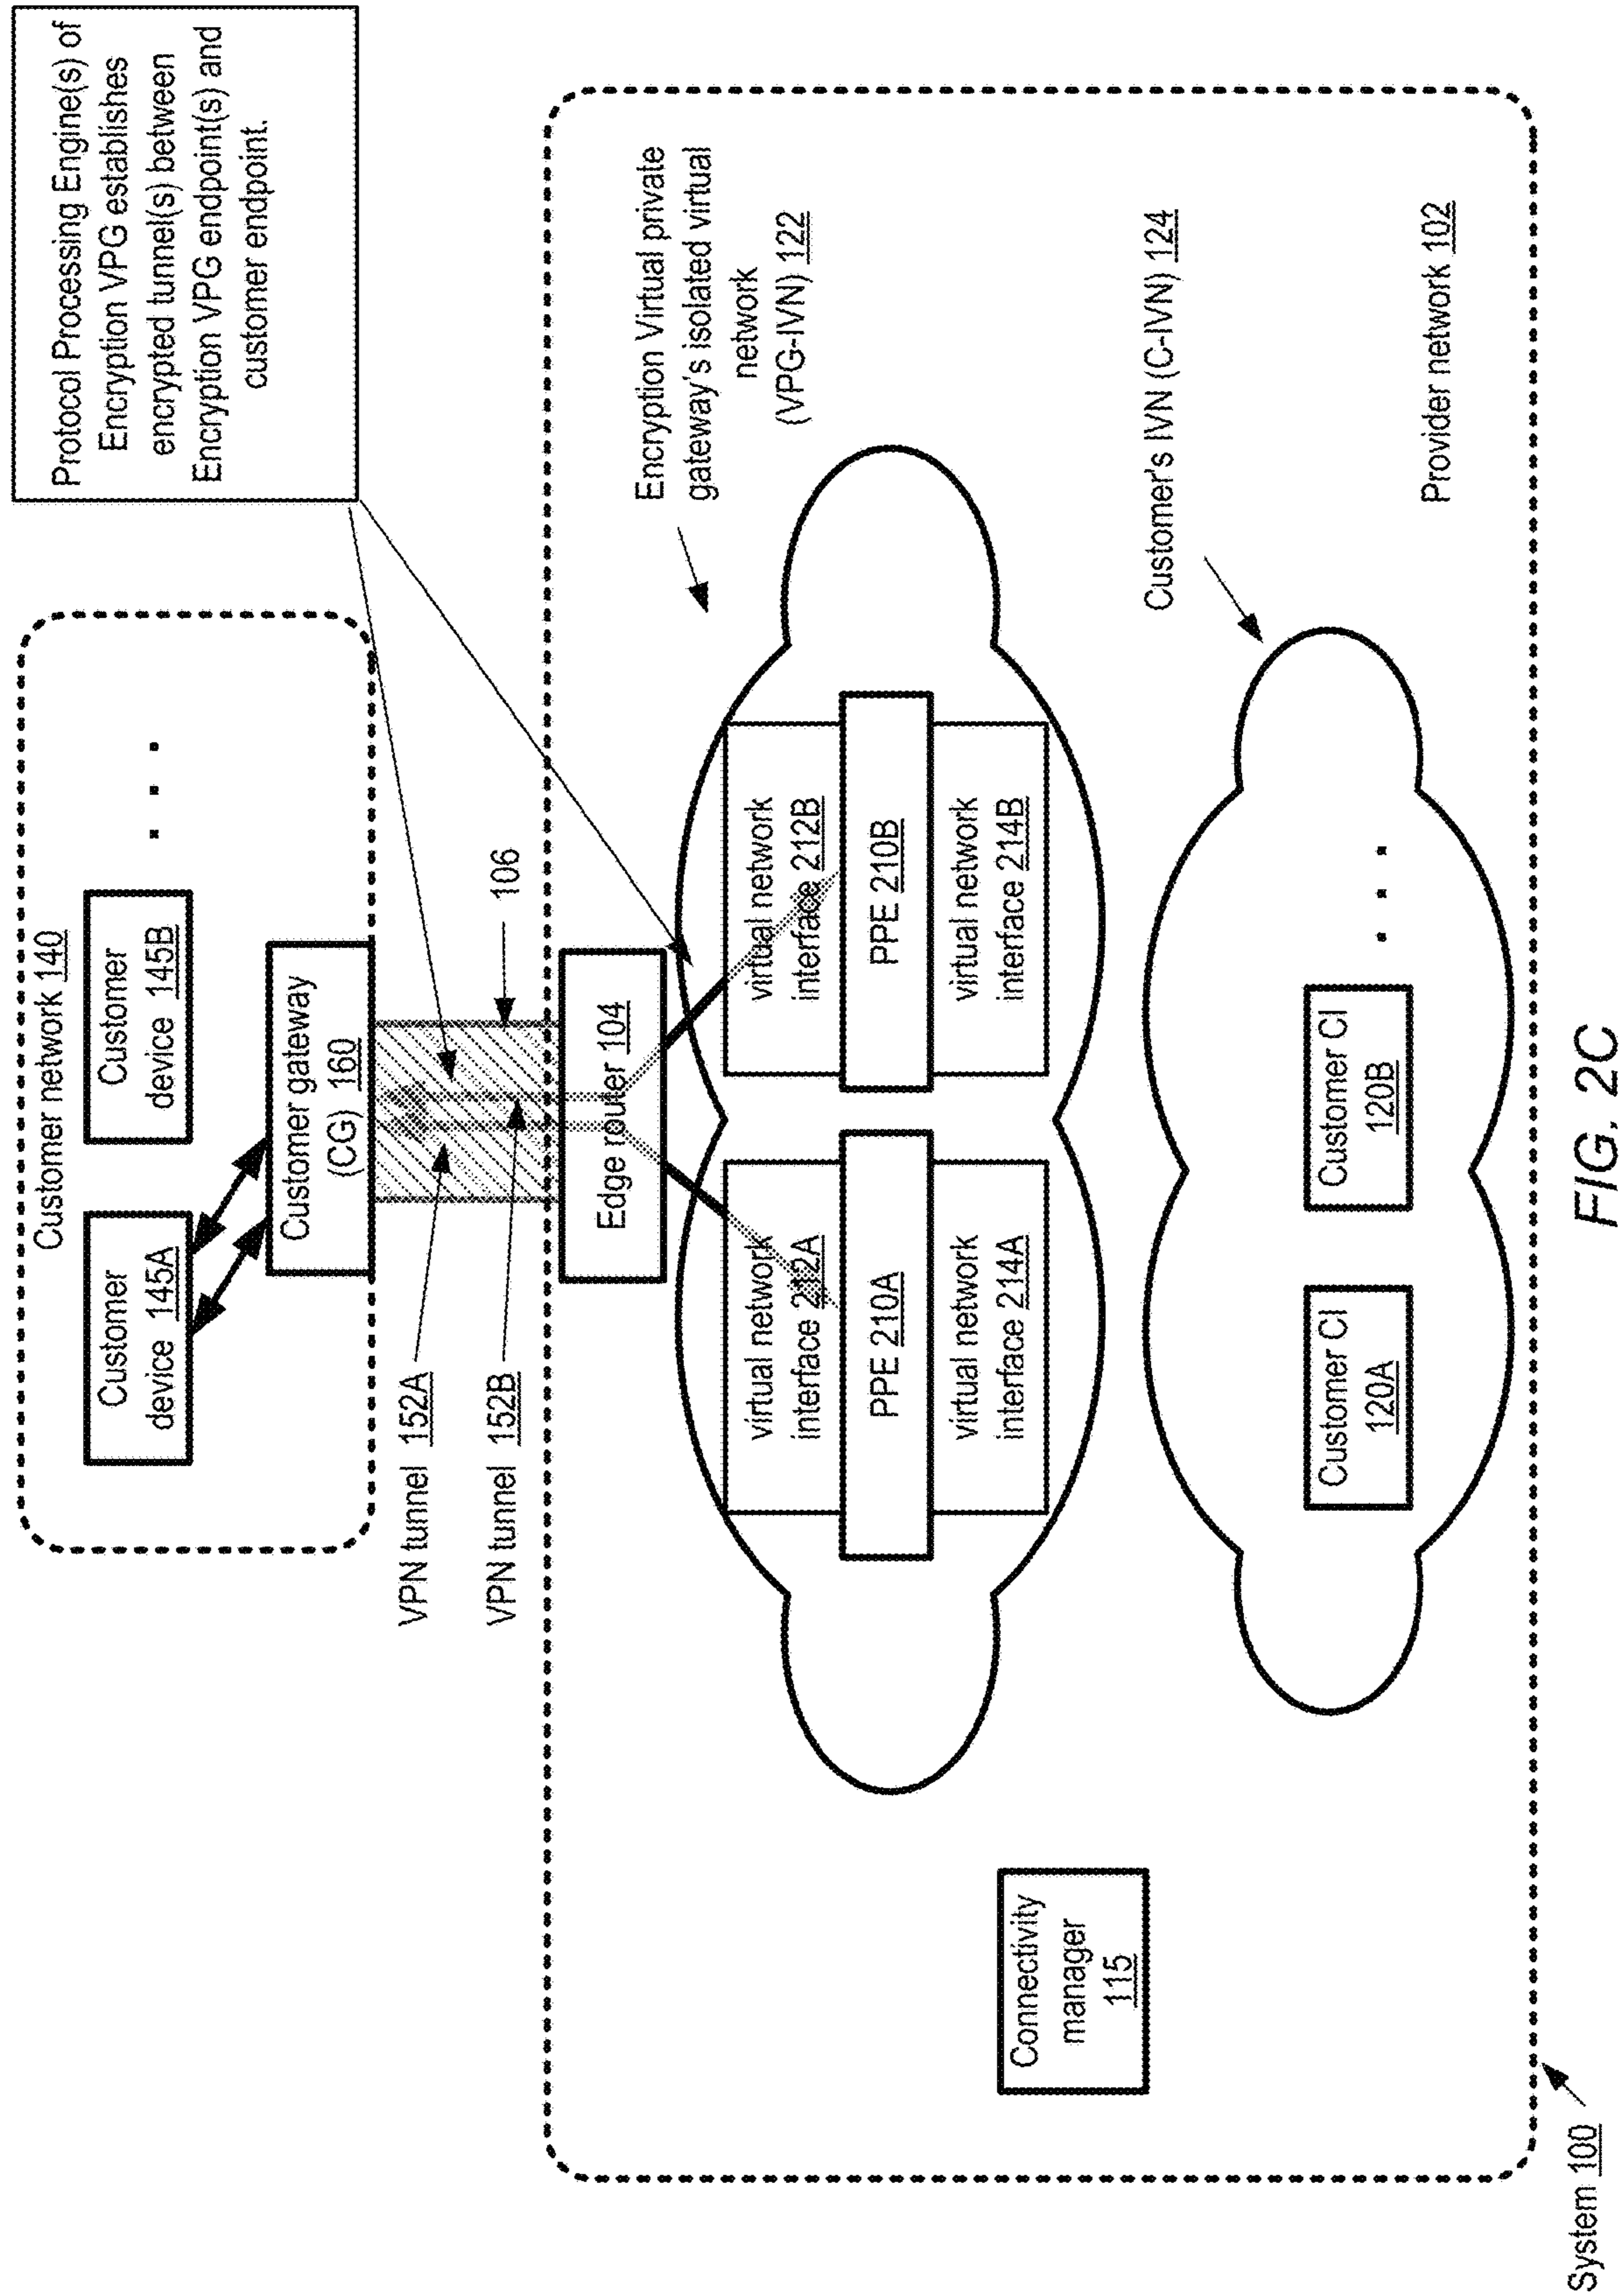 Protocol Processing Engine(s) of
Encryption VPG establishes
encrypted tunnel(s) between
Encryption VPG endpoint(s) and
customer endpoint.
Customer network 140
Customer
device 145A
Customer
device 145B
. . .
Customer gateway
(CG) 160
VPN tunnel 152A
VPN tunnel 152B
106
Edge router 104
Encryption Virtual private
gateway's isolated virtual
network
(VPG-IVN) 122
virtual network
interface 212A
PPE 210A
virtual network
interface 214A
virtual network
interface 212B
PPE 210B
virtual network
interface 214B
Connectivity
manager
115
Customer's IVN (C-IVN) 124
Customer CI
120A
Customer CI
120B
. . .
Provider network 102
System 100
FIG. 2C